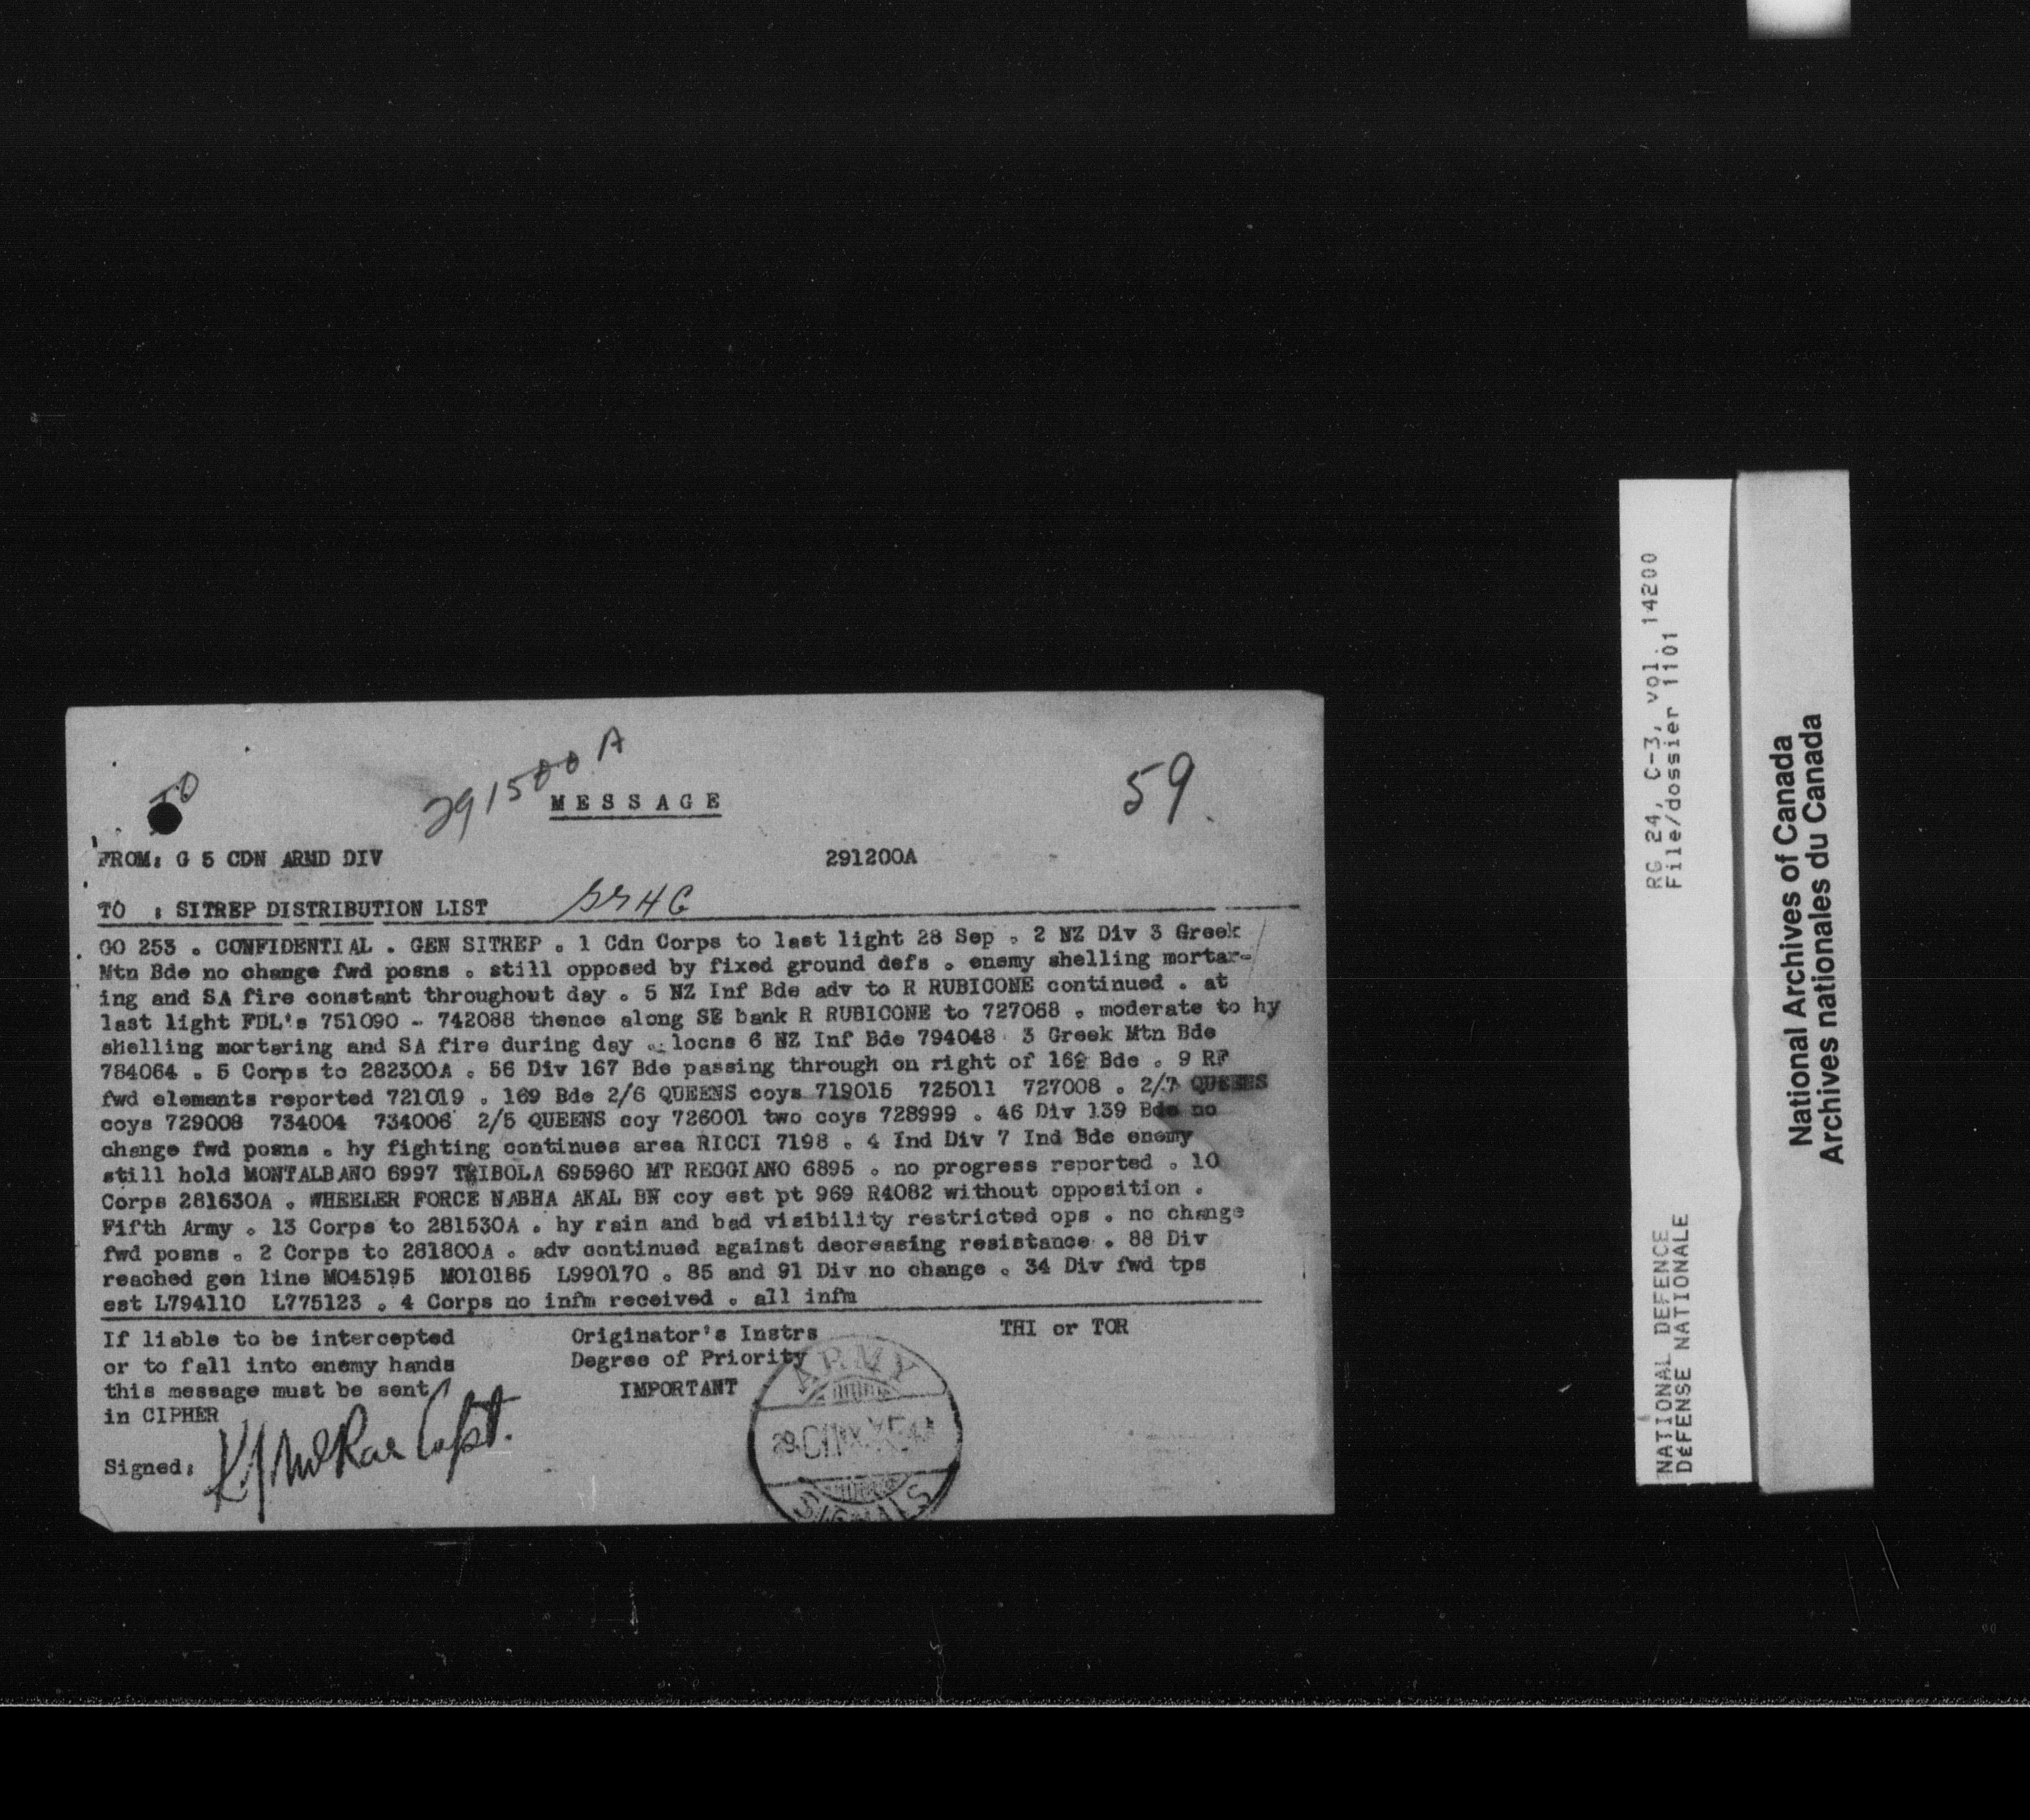 TO
291500A
59.
MESSAGE
FROM: G 5 CDN ARMD DIV 291200A
TO : SITREP DISTRIBUTION LIST
GO 253 . CONFIDENTIAL . GEN SITREP . 1 Cdn Corps to last light 28 Sep . 2 NZ Div 3 Greek
Mtn Bde no change fwd posns . still opposed by fixed ground defs . enemy shelling mortar-
ing and SA fire constant throughout day . 5 NZ Inf Bde adv to R RUBICONE continued . at
last light FDL's 751090 - 742088 thence along SE bank R RUBICONE to 727068 . moderate to hy
shelling mortering and SA fire during day . locns 6 NZ Inf Bde 794048 3 Greek Mtn Bde
784064 . 5 Corps to 282300A . 56 Div 167 Bde passing through on right of Bde . 9 RF
fwd elements reported 721019 . 169 Bde 2/6 QUEENS coys 719015 725011 727008 . 2/7 QUEENS
coys 729008 734004 734006 2/5 QUEENS coy 726001 two coys 728999 . 46 Div 139 Bde no
change fwd posns . hy fighting continues area RICCI 7198 . 4 Ind Div 7 Ind Bde enemy
still hold MONTALBANO 6997 TRIBOLA 695960 MT REGGIANO 6895 . no progress reported . 10
Corps 281630A . WHEELER FORCE NABHA AKAL BN coy est pt 969 R4082 without opposition .
Fifth Army . 13 Corps to 281530A . hy rain and bad visibility restricted ops . no change
fwd posns . 2 Corps to 281800A . adv continued against decreasing resistance . 88 Div
reached gen line M045195 M010185 L990170 . 85 and 91 Div no change . 34 Div fwd tps
est L794110 L775123 . 4 Corps no infm received . all infm
If liable to be intercepted
or to fall into enemy hands
this message must be sent
in CIPHER
Signed: Capt.
Originator's Instrs
Degree of Priority
IMPORTANT
THI or TOR
ARMY
SIGNALS
RG 24, C-3, vol. 14200
File/dossier 1101
NATIONAL DEFENCE
DÉFENSE NATIONALE
National Archives of Canada
Archives nationales du Canada